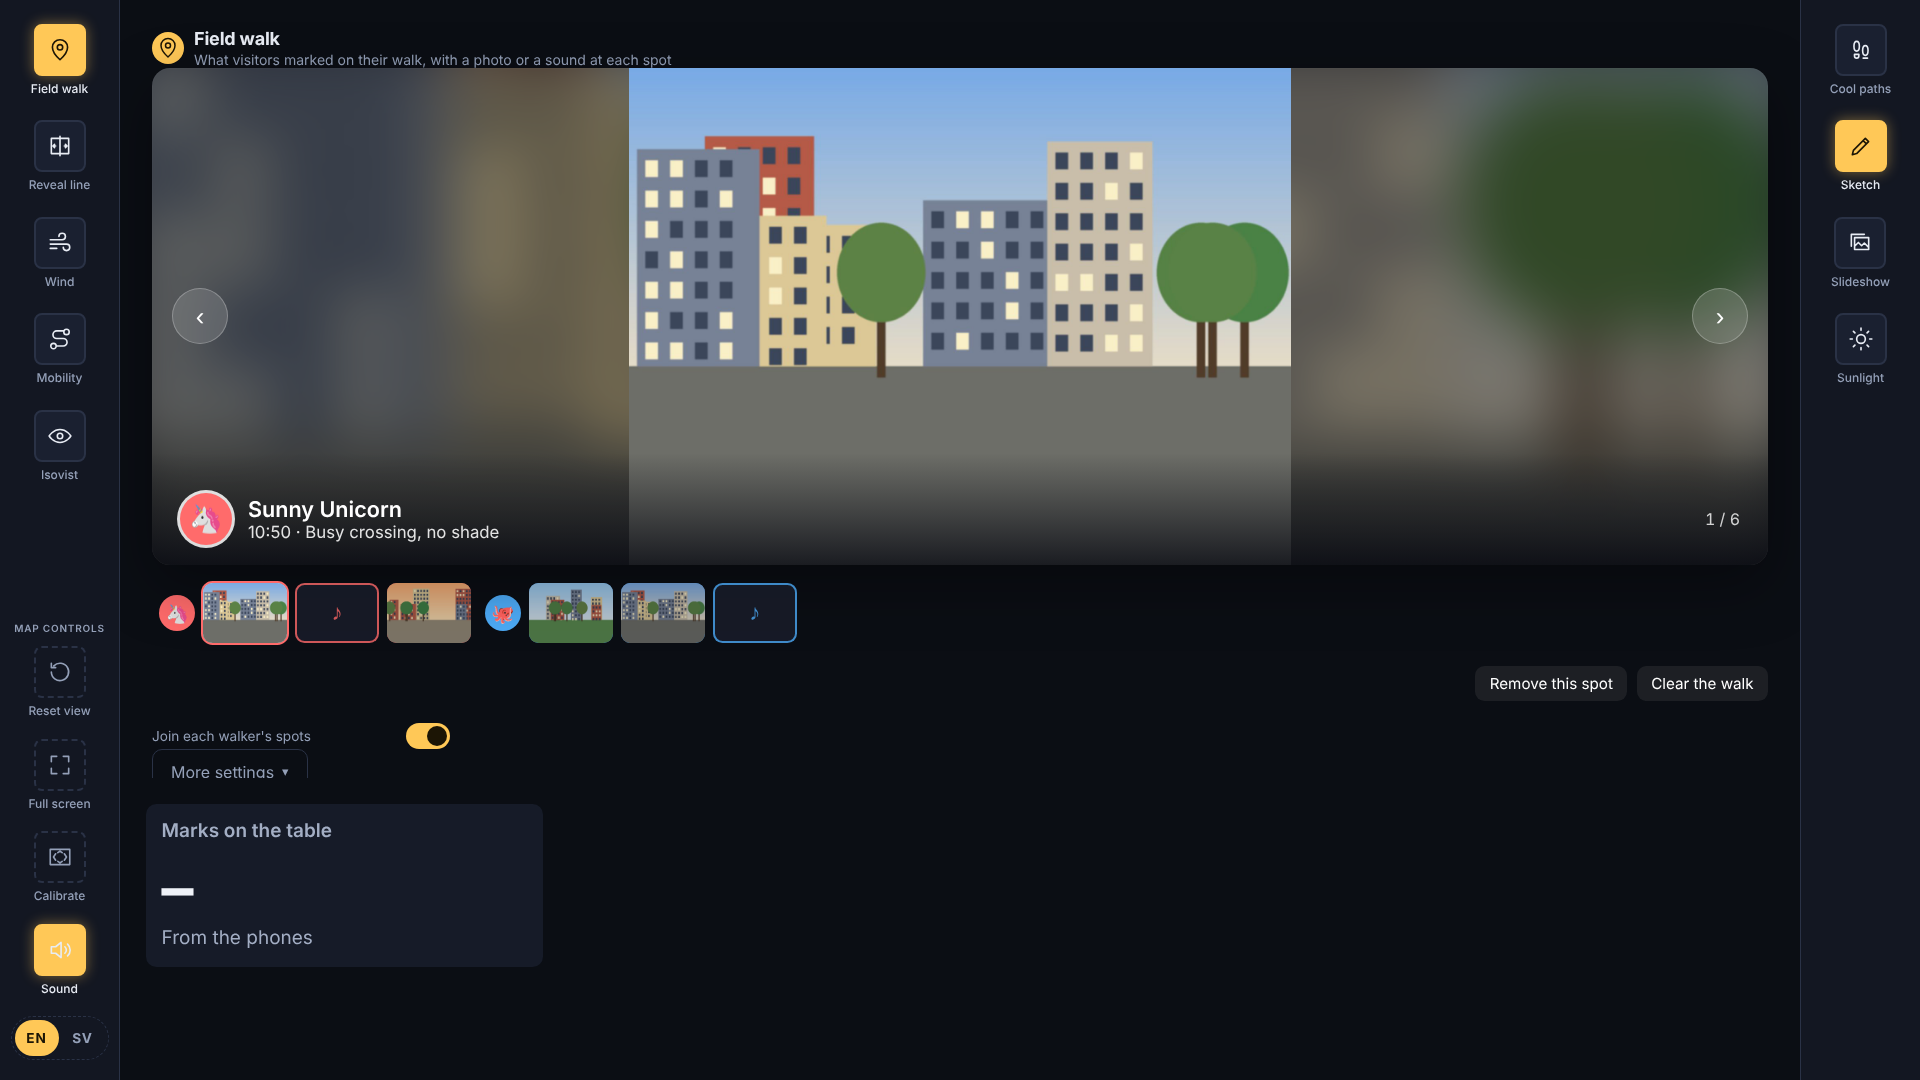 Field walk
What visitors marked on their walk, with a photo or a sound at each spot
Field walk
Reveal line
Wind
Mobility
Isovist
MAP CONTROLS
Reset view
Full screen
Calibrate
Sound
EN SV
Sunny Unicorn
10:50 · Busy crossing, no shade
1 / 6
Remove this spot
Clear the walk
Join each walker's spots
More settings
Marks on the table
From the phones
Cool paths
Sketch
Slideshow
Sunlight